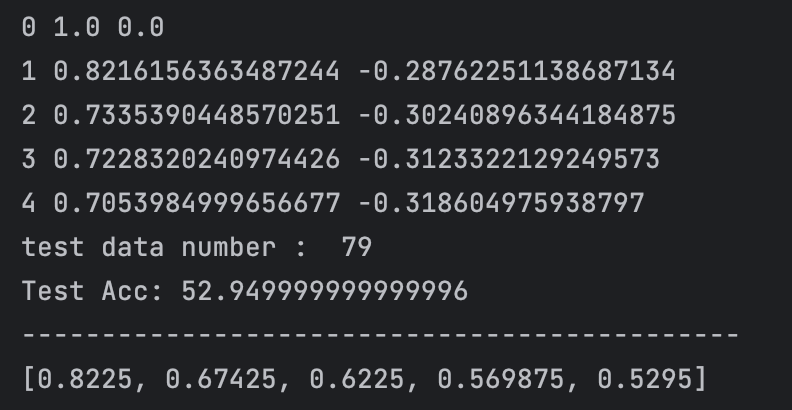 0 1.0 0.0
1 0.8216156363487244 -0.28762251138687134
2 0.7335390448570251 -0.30240896344184875
3 0.7228320240974426 -0.3123322129249573
4 0.7053984999656677 -0.318604975938797
test data number :  79
Test Acc: 52.949999999999996
---------------------------------------------
[0.8225, 0.67425, 0.6225, 0.569875, 0.5295]